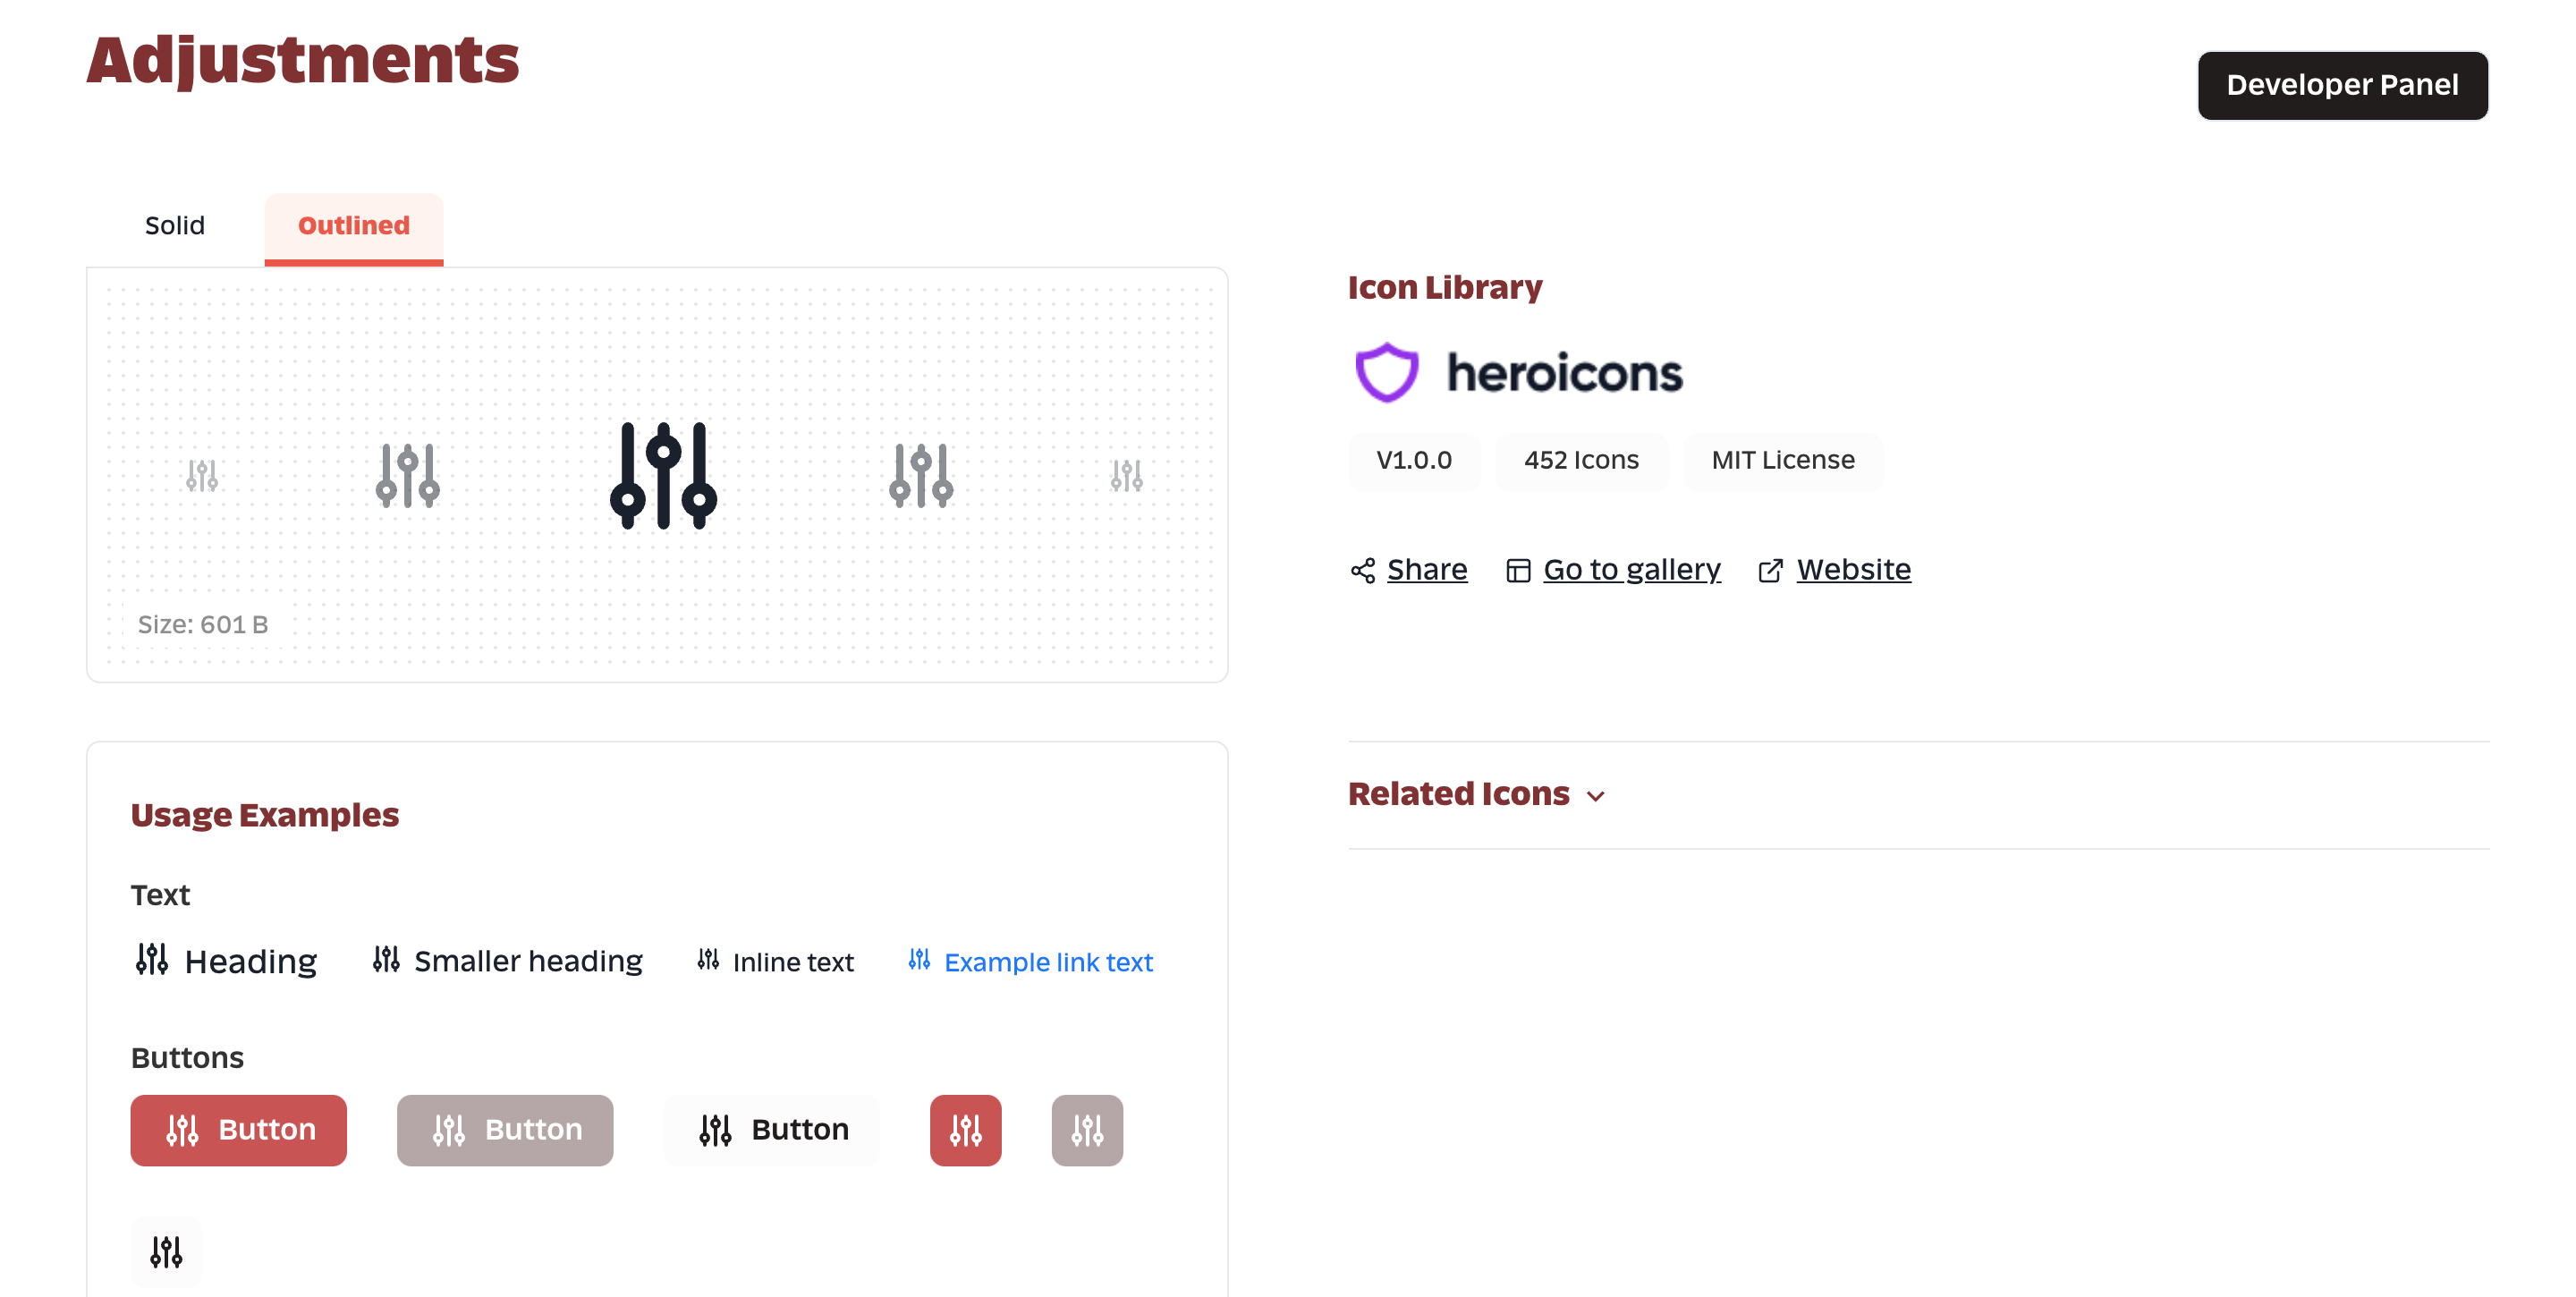 Adjustments
Developer Panel
Solid
Outlined
Size: 601 B
Icon Library
heroicons
V1.0.0
452 Icons
MIT License
Share
Go to gallery
Website
Related Icons
Usage Examples
Text
Heading
Smaller heading
Inline text
Example link text
Buttons
Button
Button
Button